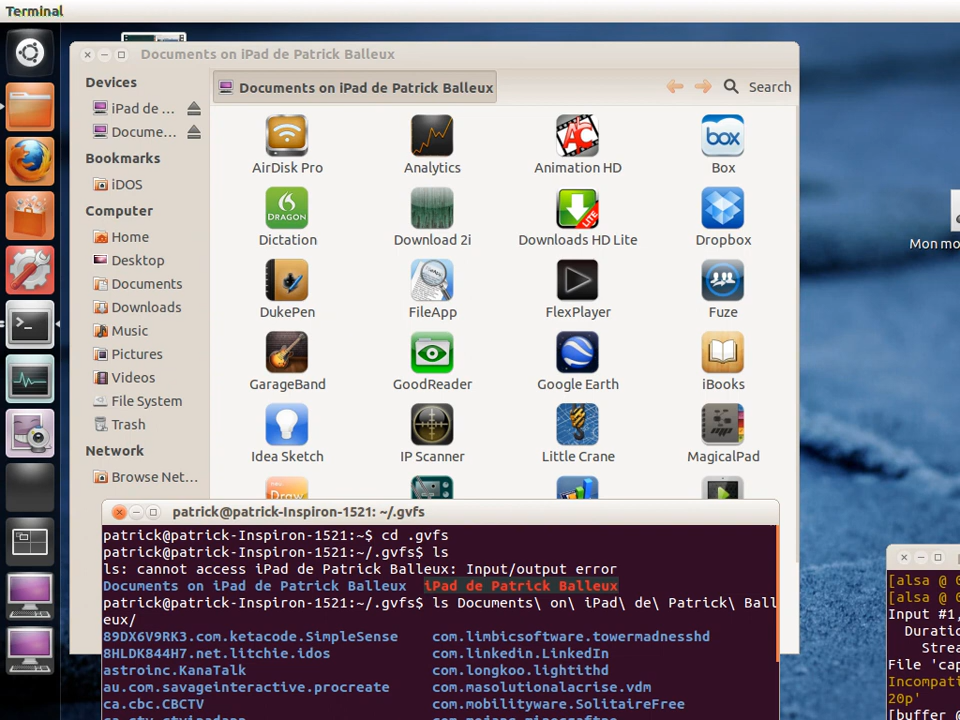 Terminal
Documents on iPad de Patrick Balleux
Devices
iPad de ...
Docume...
Bookmarks
iDOS
Computer
Home
Desktop
Documents
Downloads
Music
Pictures
Videos
File System
Trash
Network
Browse Net...
Documents on iPad de Patrick Balleux
Search
AirDisk Pro
Analytics
Animation HD
Box
AC
box
DRAGON
LITE
Dictation
Download 2i
Downloads HD Lite
Dropbox
DukePen
FileApp
FlexPlayer
Fuze
GarageBand
GoodReader
Google Earth
iBooks
Idea Sketch
IP Scanner
Little Crane
MagicalPad
Draw
Mon mo
patrick@patrick-Inspiron-1521: ~/.gvfs
patrick@patrick-Inspiron-1521:~$ cd .gvfs
patrick@patrick-Inspiron-1521:~/.gvfs$ ls
ls: cannot access iPad de Patrick Balleux: Input/output error
Documents on iPad de Patrick Balleux iPad de Patrick Balleux
patrick@patrick-Inspiron-1521:~/.gvfs$ ls Documents\ on\ iPad\ de\ Patrick\ Ball
eux/
89DX6V9RK3.com.ketacode.SimpleSense com.limbicsoftware.towermadnesshd
8HLDK844H7.net.litchie.idos com.linkedin.LinkedIn
astroinc.KanaTalk com.longkoo.lightithd
au.com.savageinteractive.procreate com.masolutionalacrise.vdm
ca.cbc.CBCTV com.mobilityware.SolitaireFree
[alsa @ 0
[alsa @ 0
Input #1,
Duratio
Strea
File 'cap
Incompati
20p'
[buffer @